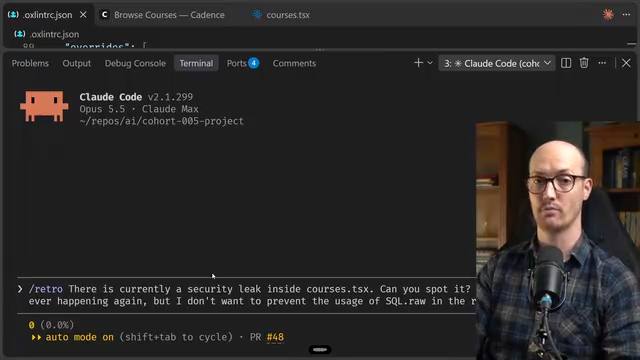 .oxlintrc.json
Browse Courses – Cadence
courses.tsx
.oxlintrc.json
89 "overrides": [
Problems Output Debug Console Terminal Ports 4 Comments
3: ✳ Claude Code (coho
Claude Code v2.1.299
Opus 5.5 · Claude Max
~/repos/ai/cohort-005-project
❯ /retro There is currently a security leak inside courses.tsx. Can you spot it?
ever happening again, but I don't want to prevent the usage of SQL.raw in the r
0 (0.0%)
⏵⏵ auto mode on (shift+tab to cycle) · PR #48